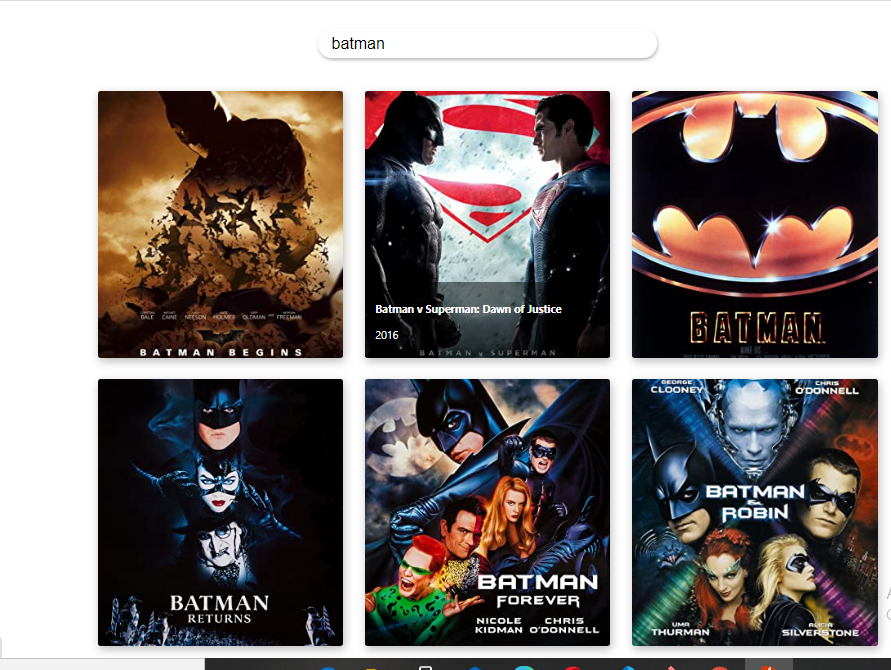 batman
BALE CAINE NEESON HOLMES OLDMAN FREEMAN
BATMAN BEGINS
Batman v Superman: Dawn of Justice
2016
BATMAN v SUPERMAN
BATMAN
BATMAN
RETURNS
BATMAN
FOREVER
NICOLE CHRIS
KIDMAN O'DONNELL
GEORGE CHRIS
CLOONEY O'DONNELL
BATMAN
&
ROBIN
UMA ALICIA
THURMAN SILVERSTONE